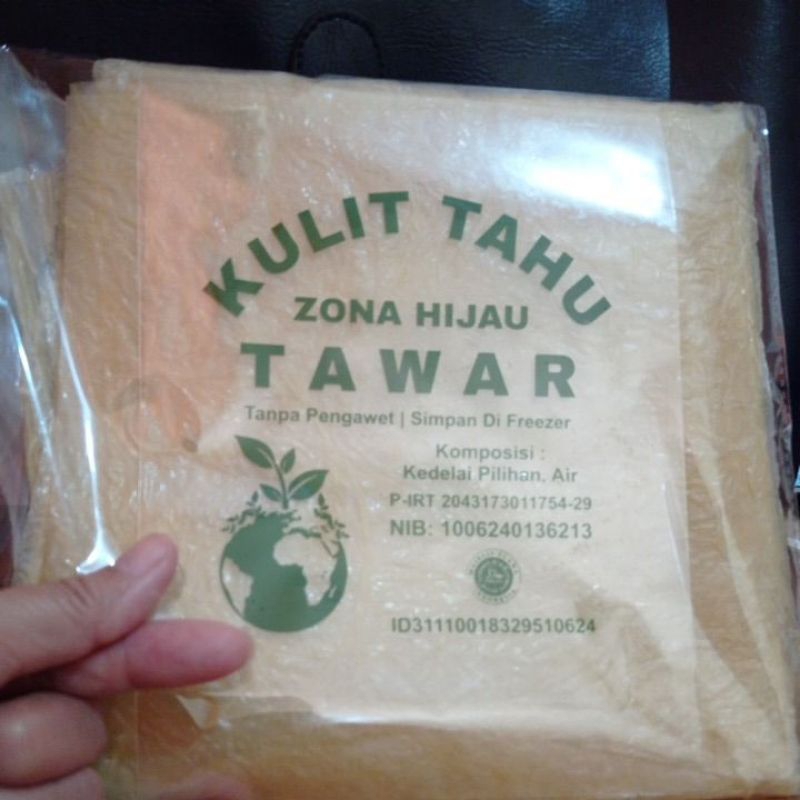 KULIT TAHU
ZONA HIJAU
TAWAR
Tanpa Pengawet | Simpan Di Freezer
Komposisi :
Kedelai Pilihan, Air
P-IRT 2043173011754-29
NIB: 1006240136213
ID31110018329510624